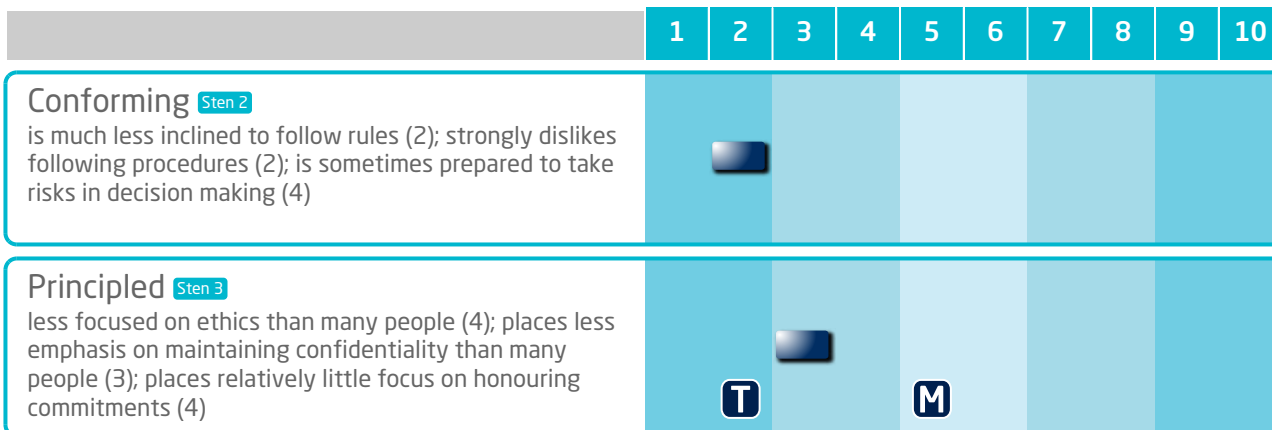 1 2 3 4 5 6 7 8 9 10
Conforming Sten 2
is much less inclined to follow rules (2); strongly dislikes
following procedures (2); is sometimes prepared to take
risks in decision making (4)
Principled Sten 3
less focused on ethics than many people (4); places less
emphasis on maintaining confidentiality than many
people (3); places relatively little focus on honouring
commitments (4)
T M